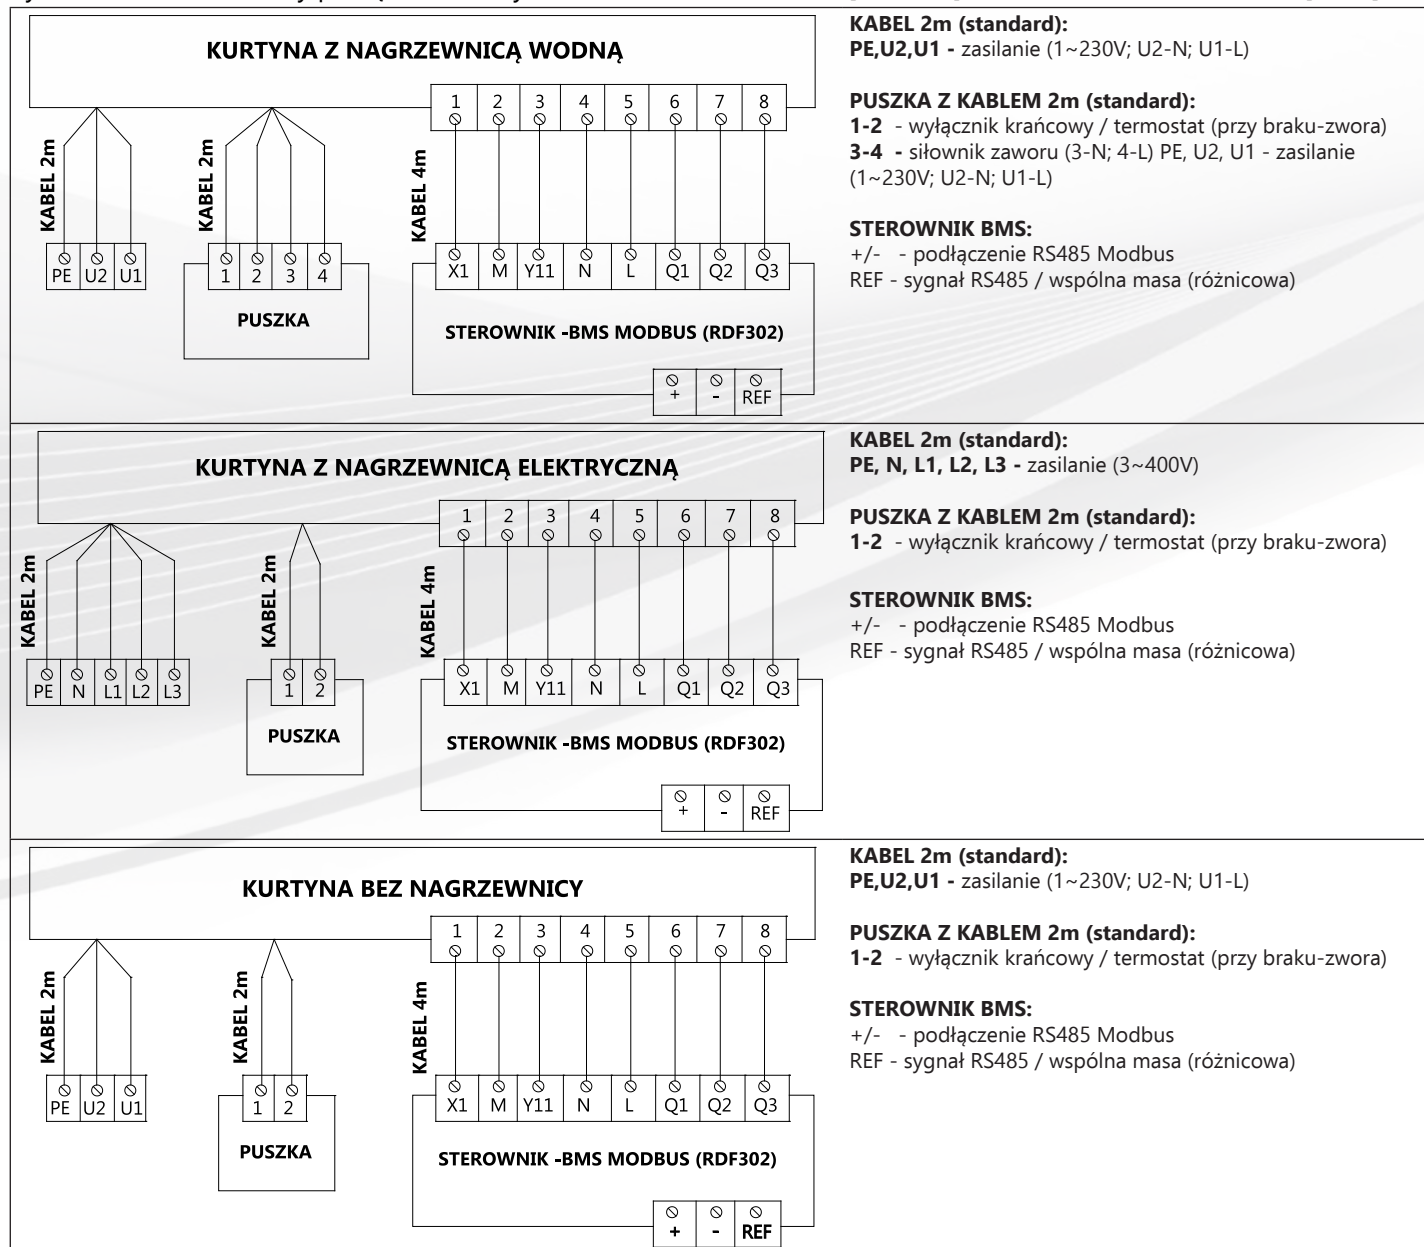 KURTYNA Z NAGRZEWNICĄ WODNĄ
1 2 3 4 5 6 7 8
KABEL 2m
KABEL 2m
KABEL 4m
PE U2 U1
1 2 3 4
X1 M Y11 N L Q1 Q2 Q3
PUSZKA
STEROWNIK -BMS MODBUS (RDF302)
+ - REF
KABEL 2m (standard):
PE,U2,U1 - zasilanie (1~230V; U2-N; U1-L)
PUSZKA Z KABLEM 2m (standard):
1-2 - wyłącznik krańcowy / termostat (przy braku-zwora)
3-4 - siłownik zaworu (3-N; 4-L) PE, U2, U1 - zasilanie
(1~230V; U2-N; U1-L)
STEROWNIK BMS:
+/- - podłączenie RS485 Modbus
REF - sygnał RS485 / wspólna masa (różnicowa)
KURTYNA Z NAGRZEWNICĄ ELEKTRYCZNĄ
1 2 3 4 5 6 7 8
KABEL 2m
KABEL 2m
KABEL 4m
PE N L1 L2 L3
1 2
X1 M Y11 N L Q1 Q2 Q3
PUSZKA
STEROWNIK -BMS MODBUS (RDF302)
+ - REF
KABEL 2m (standard):
PE, N, L1, L2, L3 - zasilanie (3~400V)
PUSZKA Z KABLEM 2m (standard):
1-2 - wyłącznik krańcowy / termostat (przy braku-zwora)
STEROWNIK BMS:
+/- - podłączenie RS485 Modbus
REF - sygnał RS485 / wspólna masa (różnicowa)
KURTYNA BEZ NAGRZEWNICY
1 2 3 4 5 6 7 8
KABEL 2m
KABEL 2m
KABEL 4m
PE U2 U1
1 2
X1 M Y11 N L Q1 Q2 Q3
PUSZKA
STEROWNIK -BMS MODBUS (RDF302)
+ - REF
KABEL 2m (standard):
PE,U2,U1 - zasilanie (1~230V; U2-N; U1-L)
PUSZKA Z KABLEM 2m (standard):
1-2 - wyłącznik krańcowy / termostat (przy braku-zwora)
STEROWNIK BMS:
+/- - podłączenie RS485 Modbus
REF - sygnał RS485 / wspólna masa (różnicowa)